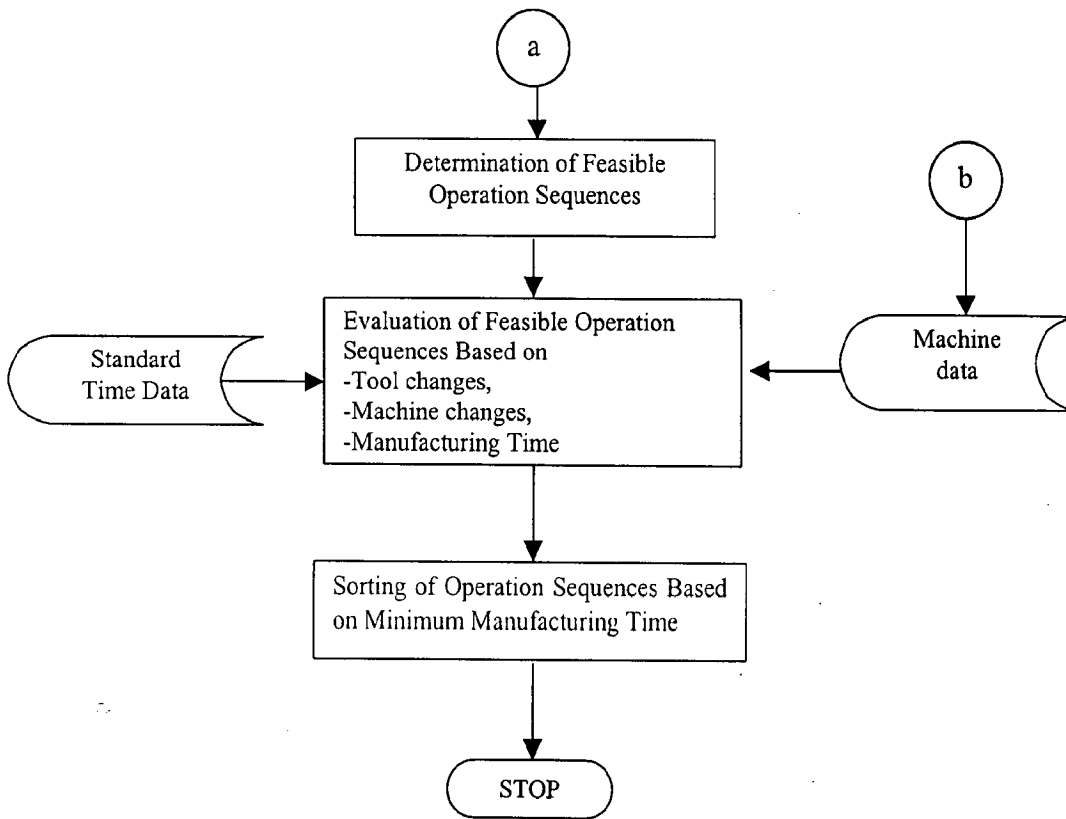 a
Determination of Feasible
Operation Sequences
b
Evaluation of Feasible Operation
Sequences Based on
-Tool changes,
-Machine changes,
-Manufacturing Time
Standard
Time Data
Machine
data
Sorting of Operation Sequences Based
on Minimum Manufacturing Time
STOP